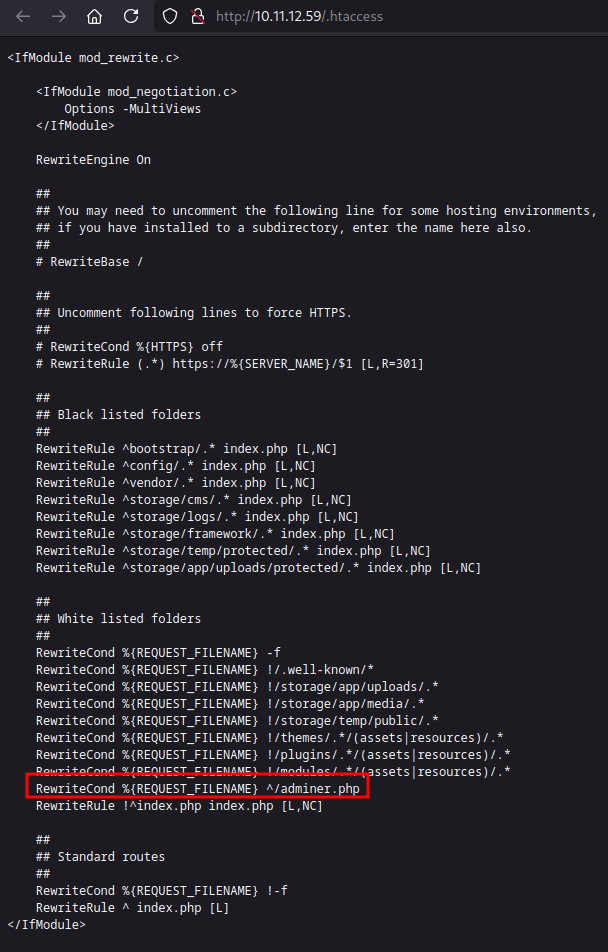 http://10.11.12.59/.htaccess
<IfModule mod_rewrite.c>
<IfModule mod_negotiation.c>
Options -MultiViews
</IfModule>
RewriteEngine On
##
## You may need to uncomment the following line for some hosting environments,
## if you have installed to a subdirectory, enter the name here also.
##
# RewriteBase /
##
## Uncomment following lines to force HTTPS.
##
# RewriteCond %{HTTPS} off
# RewriteRule (.*) https://%{SERVER_NAME}/$1 [L,R=301]
##
## Black listed folders
##
RewriteRule ^bootstrap/.* index.php [L,NC]
RewriteRule ^config/.* index.php [L,NC]
RewriteRule ^vendor/.* index.php [L,NC]
RewriteRule ^storage/cms/.* index.php [L,NC]
RewriteRule ^storage/logs/.* index.php [L,NC]
RewriteRule ^storage/framework/.* index.php [L,NC]
RewriteRule ^storage/temp/protected/.* index.php [L,NC]
RewriteRule ^storage/app/uploads/protected/.* index.php [L,NC]
##
## White listed folders
##
RewriteCond %{REQUEST_FILENAME} -f
RewriteCond %{REQUEST_FILENAME} !/.well-known/*
RewriteCond %{REQUEST_FILENAME} !/storage/app/uploads/.*
RewriteCond %{REQUEST_FILENAME} !/storage/app/media/.*
RewriteCond %{REQUEST_FILENAME} !/storage/temp/public/.*
RewriteCond %{REQUEST_FILENAME} !/themes/.*/(assets|resources)/.*
RewriteCond %{REQUEST_FILENAME} !/plugins/.*/(assets|resources)/.*
RewriteCond %{REQUEST_FILENAME} !/modules/.*/(assets|resources)/.*
RewriteCond %{REQUEST_FILENAME} ^/adminer.php
RewriteRule !^index.php index.php [L,NC]
##
## Standard routes
##
RewriteCond %{REQUEST_FILENAME} !-f
RewriteRule ^ index.php [L]
</IfModule>